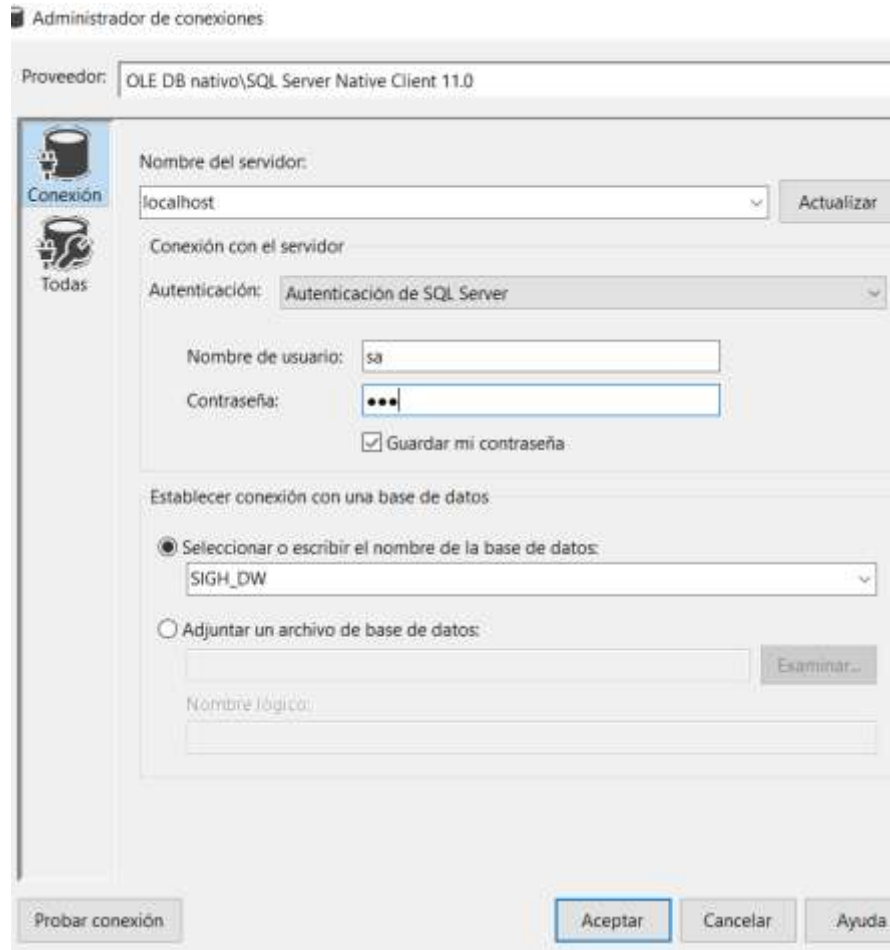 Administrador de conexiones
Proveedor: OLE DB nativo\SQL Server Native Client 11.0
Conexión
Todas
Nombre del servidor:
localhost
Actualizar
Conexión con el servidor
Autenticación: Autenticación de SQL Server
Nombre de usuario: sa
Contraseña: •••
Guardar mi contraseña
Establecer conexión con una base de datos
Seleccionar o escribir el nombre de la base de datos:
SIGH_DW
Adjuntar un archivo de base de datos:
Examinar...
Nombre lógico:
Probar conexión
Aceptar
Cancelar
Ayuda